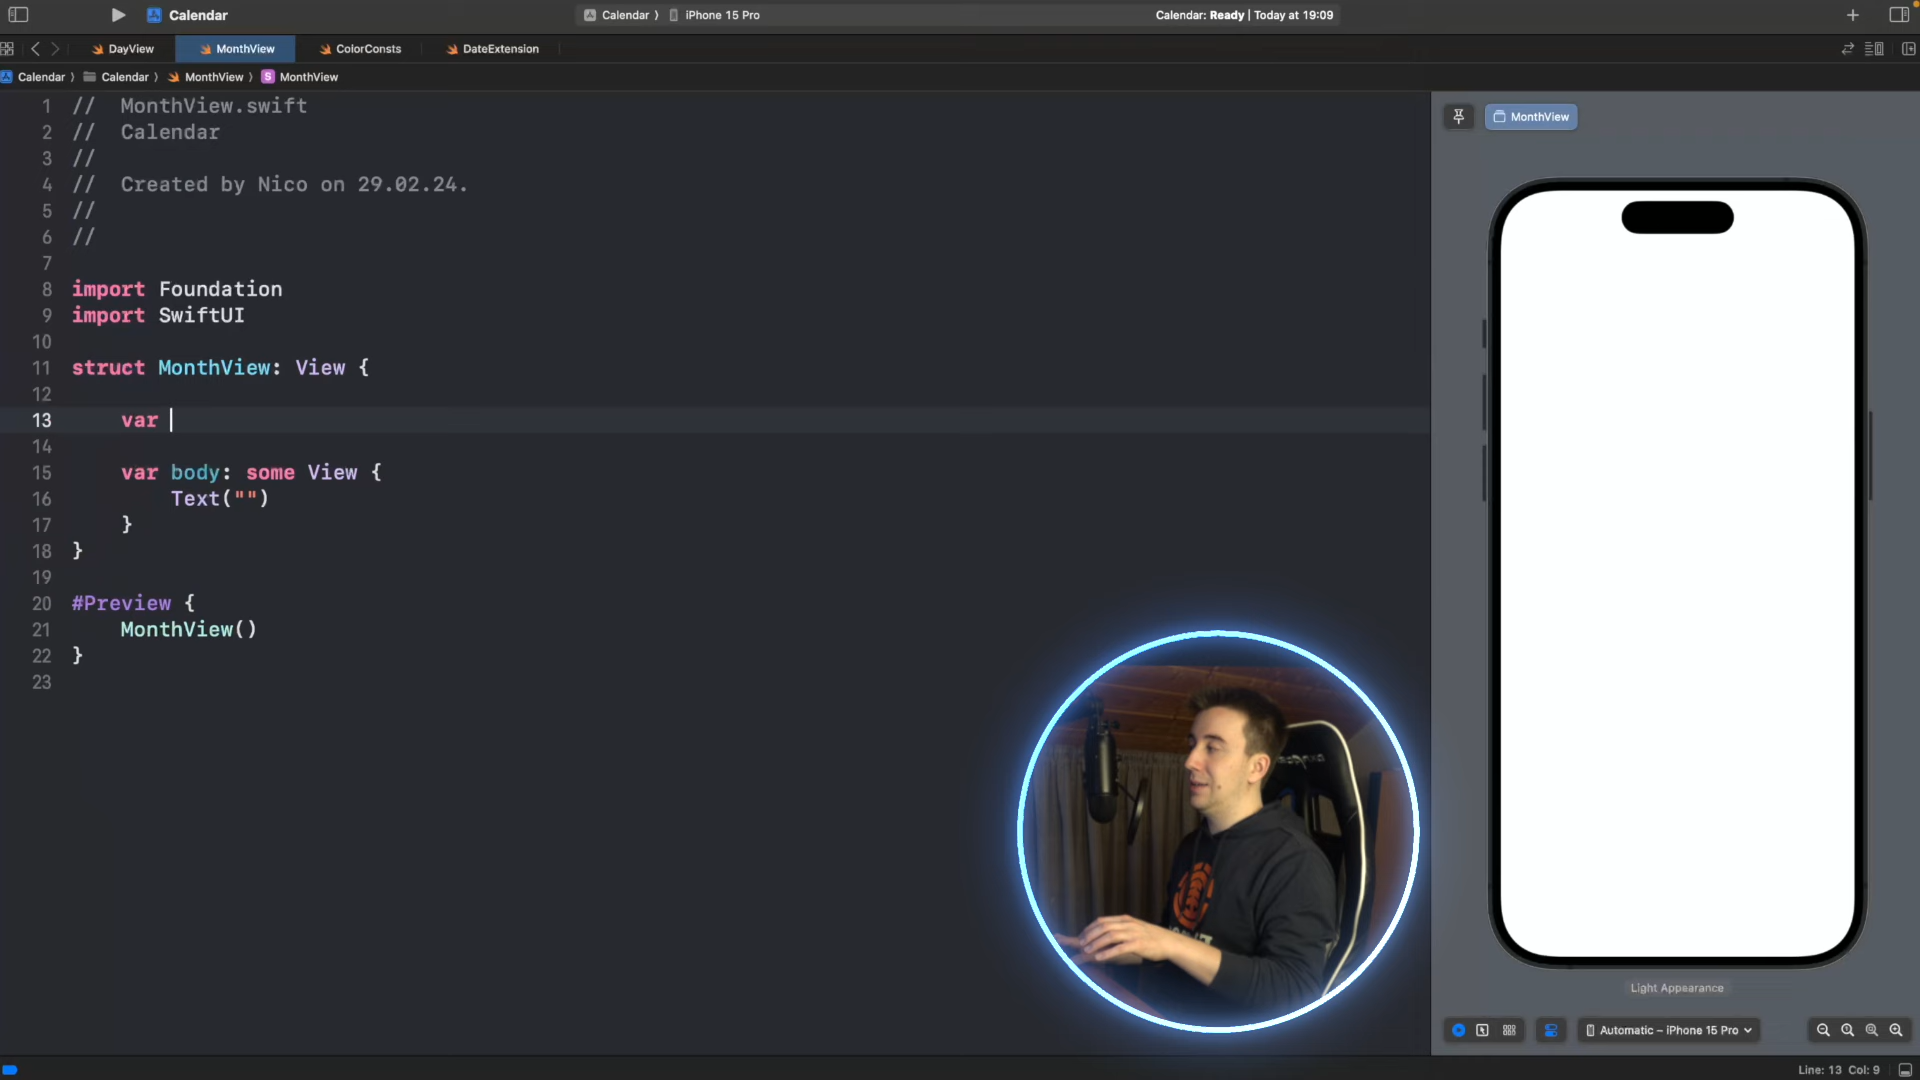 Calendar
Calendar ⟩ iPhone 15 Pro
Calendar: Ready | Today at 19:09
DayView
MonthView
ColorConsts
DateExtension
Calendar ⟩ Calendar ⟩ MonthView ⟩ S MonthView
1 // MonthView.swift
2 // Calendar
3 //
4 // Created by Nico on 29.02.24.
5 //
6 //
7
8 import Foundation
9 import SwiftUI
10
11 struct MonthView: View {
12
13 var
14
15 var body: some View {
16 Text("")
17 }
18 }
19
20 #Preview {
21 MonthView()
22 }
23
MonthView
Light Appearance
Automatic – iPhone 15 Pro
Line: 13 Col: 9